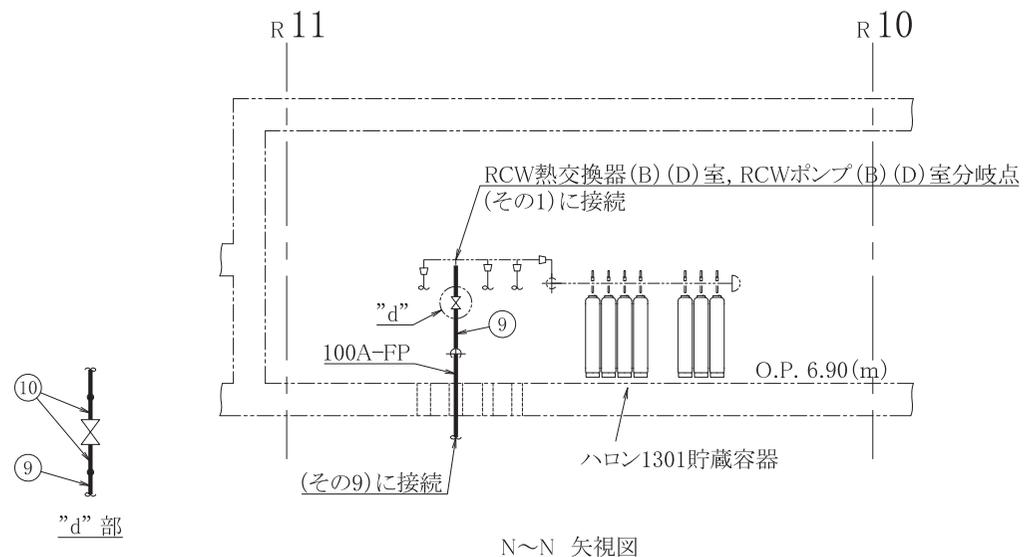 R 11
R 10
RCW熱交換器(B)(D)室, RCWポンプ(B)(D)室分岐点
(その1)に接続
"d"
⑨
100A-FP
O.P. 6.90(m)
ハロン1301貯蔵容器
(その9)に接続
⑩
⑨
"d" 部
N～N 矢視図